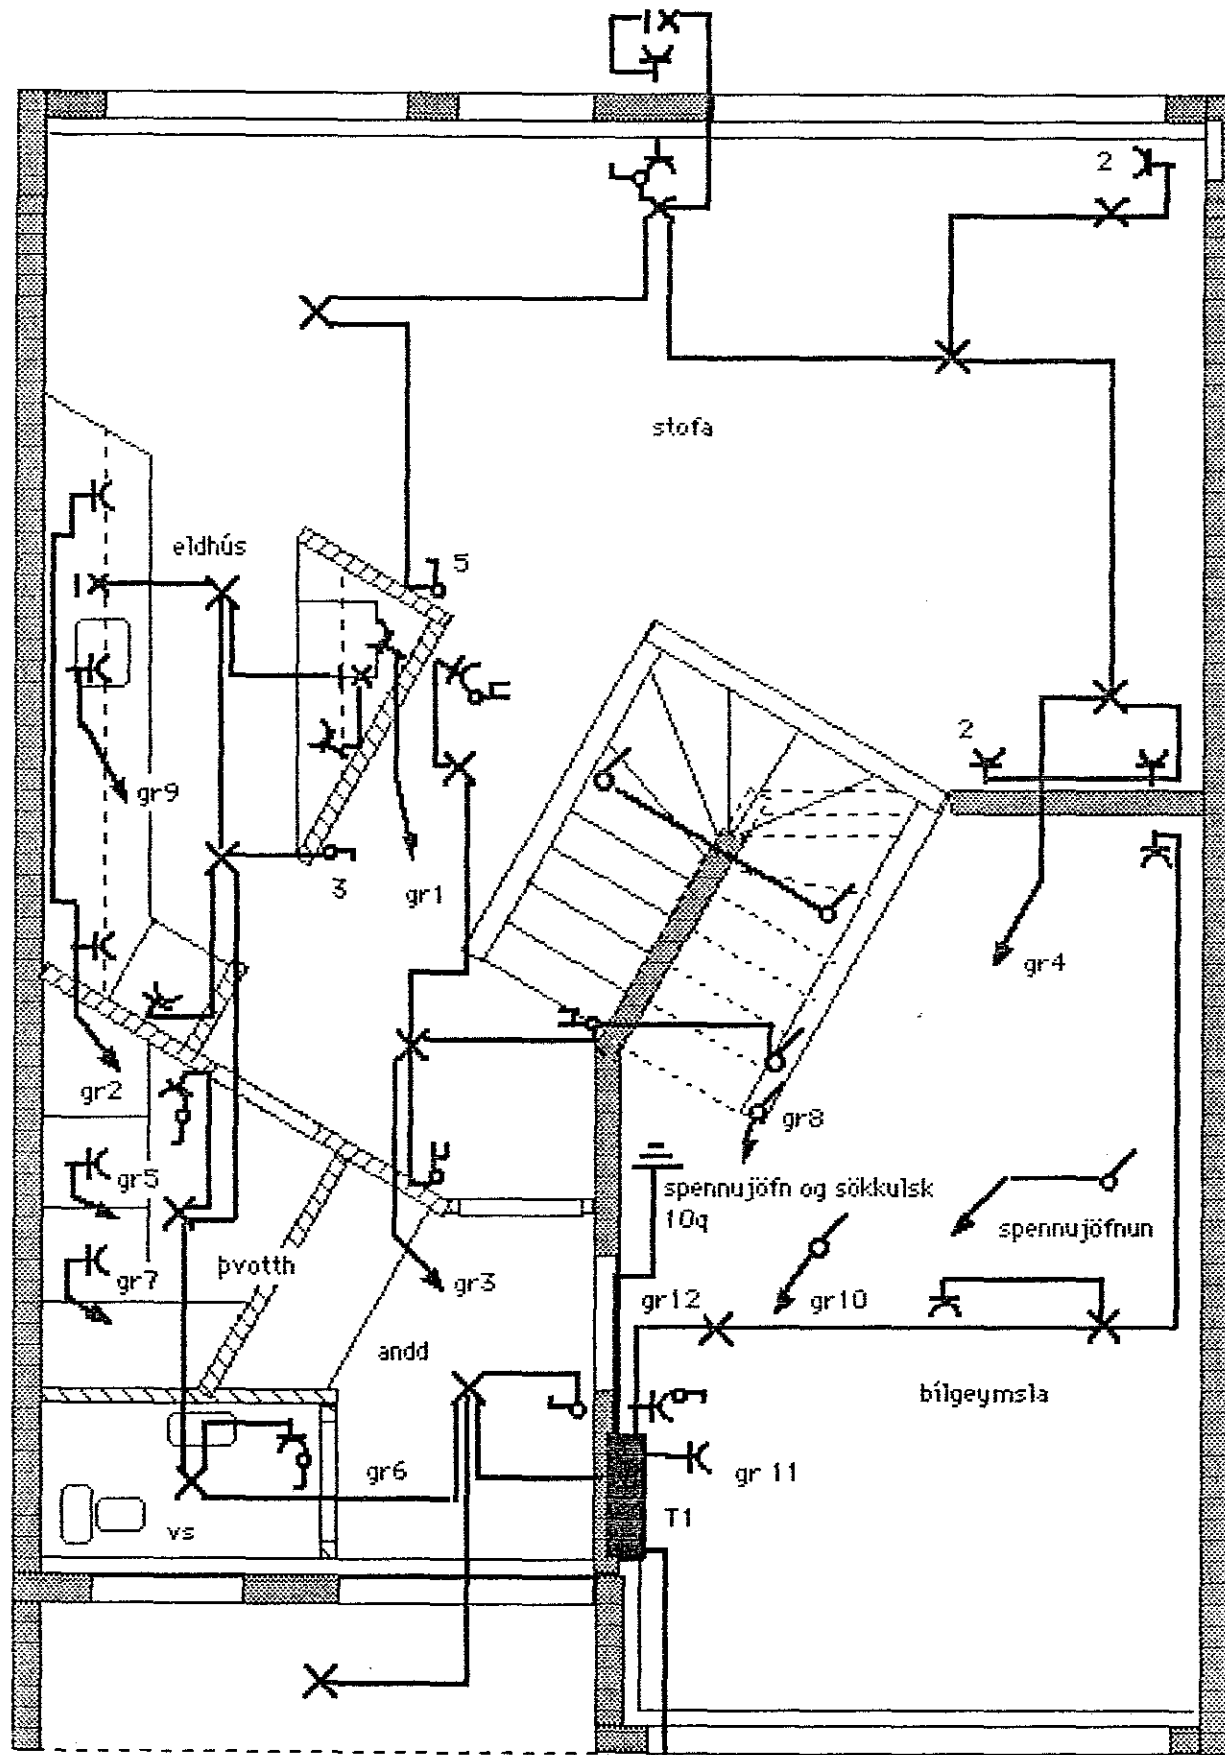 2
stofa
eldhús
5
2
gr9
3
gr1
gr4
gr2
gr8
gr5
spennujöfn og sökkulsk
10q
spennujöfnun
þvotth
gr7
gr3
gr12
gr10
andd
bílgeymsla
gr6
gr 11
T1
vs